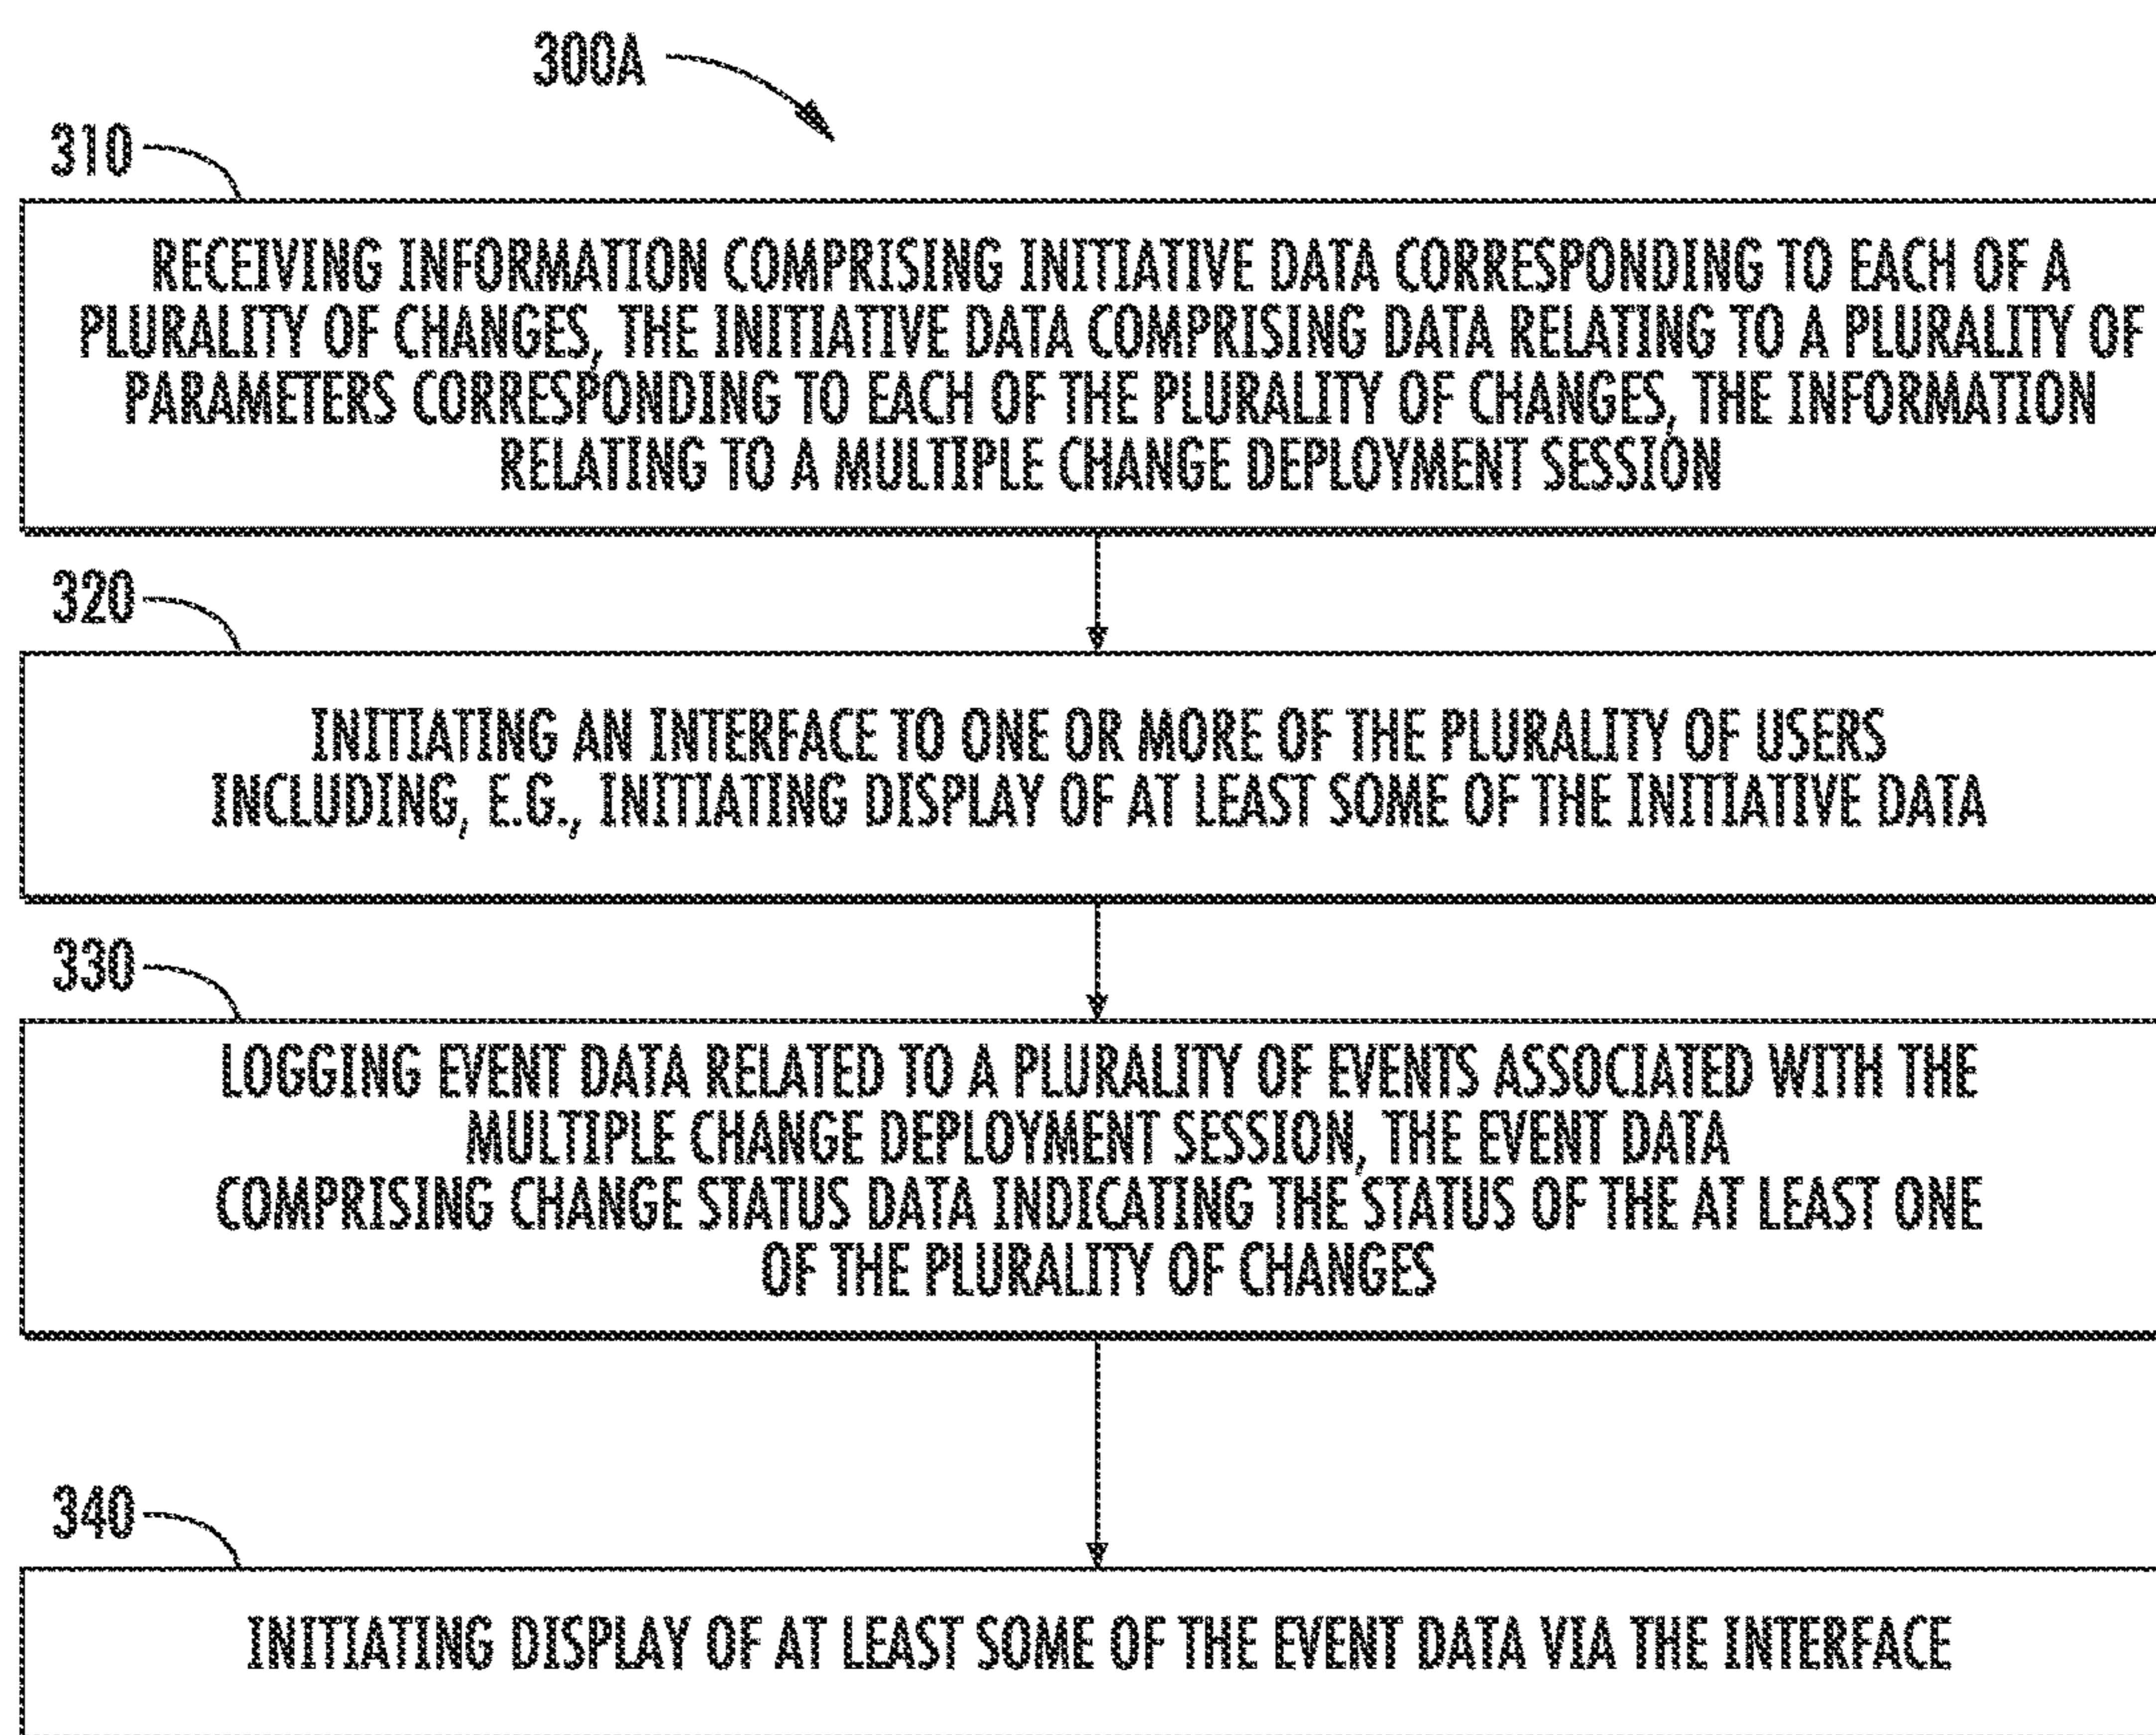 300A
310
RECEIVING INFORMATION COMPRISING INITIATIVE DATA CORRESPONDING TO EACH OF A
PLURALITY OF CHANGES, THE INITIATIVE DATA COMPRISING DATA RELATING TO A PLURALITY OF
PARAMETERS CORRESPONDING TO EACH OF THE PLURALITY OF CHANGES, THE INFORMATION
RELATING TO A MULTIPLE CHANGE DEPLOYMENT SESSION
320
INITIATING AN INTERFACE TO ONE OR MORE OF THE PLURALITY OF USERS
INCLUDING, E.G., INITIATING DISPLAY OF AT LEAST SOME OF THE INITIATIVE DATA
330
LOGGING EVENT DATA RELATED TO A PLURALITY OF EVENTS ASSOCIATED WITH THE
MULTIPLE CHANGE DEPLOYMENT SESSION, THE EVENT DATA
COMPRISING CHANGE STATUS DATA INDICATING THE STATUS OF THE AT LEAST ONE
OF THE PLURALITY OF CHANGES
340
INITIATING DISPLAY OF AT LEAST SOME OF THE EVENT DATA VIA THE INTERFACE